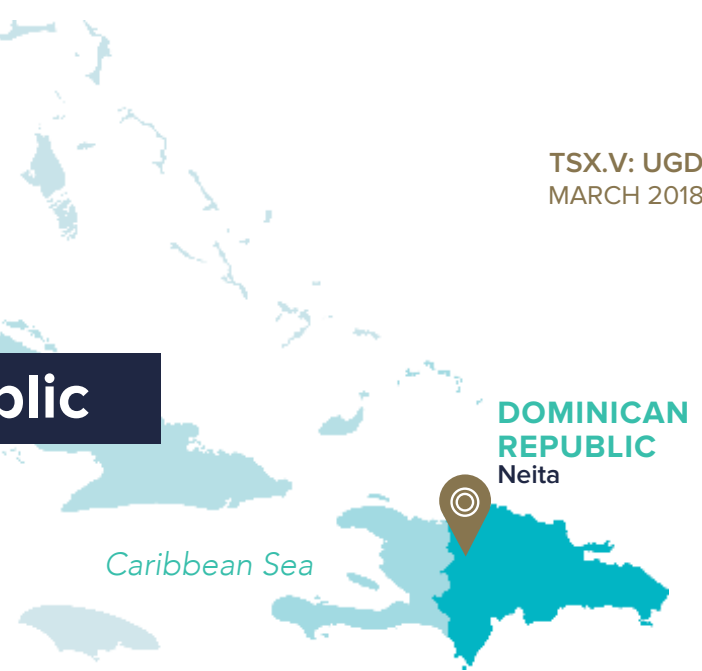 TSX.V: UGD
MARCH 2018
blic
DOMINICAN
REPUBLIC
Neita
Caribbean Sea